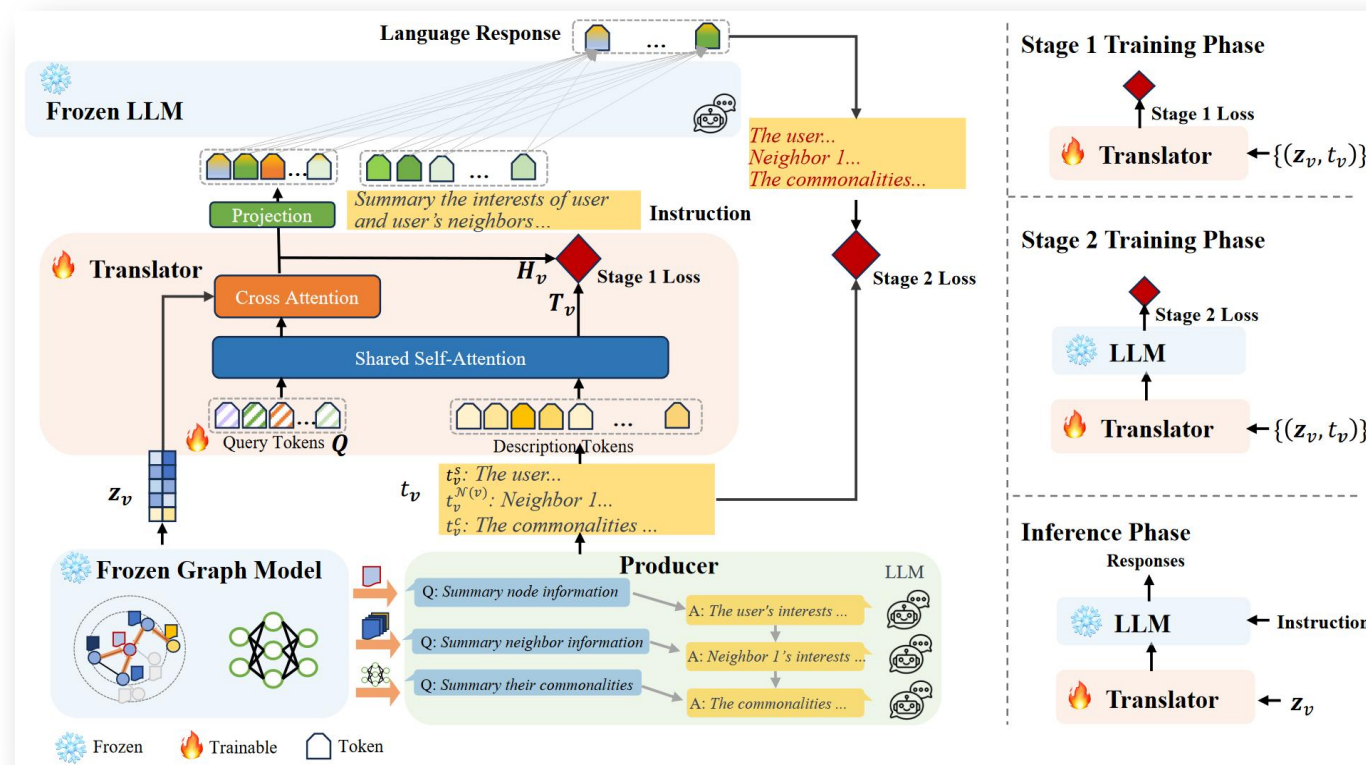 Language Response
...
Frozen LLM
...
...
Projection
Summary the interests of user
and user's neighbors...
Instruction
The user...
Neighbor 1...
The commonalities...
Translator
H_v
Stage 1 Loss
T_v
Stage 2 Loss
Cross Attention
Shared Self-Attention
...
...
Query Tokens Q
Description Tokens
z_v
t_v
t_v^s: The user...
t_v^{N(v)}: Neighbor 1...
t_v^c: The commonalities ...
Frozen Graph Model
Producer
LLM
Q: Summary node information
A: The user's interests ...
Q: Summary neighbor information
A: Neighbor 1's interests ...
Q: Summary their commonalities
A: The commonalities ...
Frozen
Trainable
Token
Stage 1 Training Phase
Stage 1 Loss
Translator
{(z_v, t_v)}
Stage 2 Training Phase
Stage 2 Loss
LLM
Translator
{(z_v, t_v)}
Inference Phase
Responses
LLM
Instruction
Translator
z_v